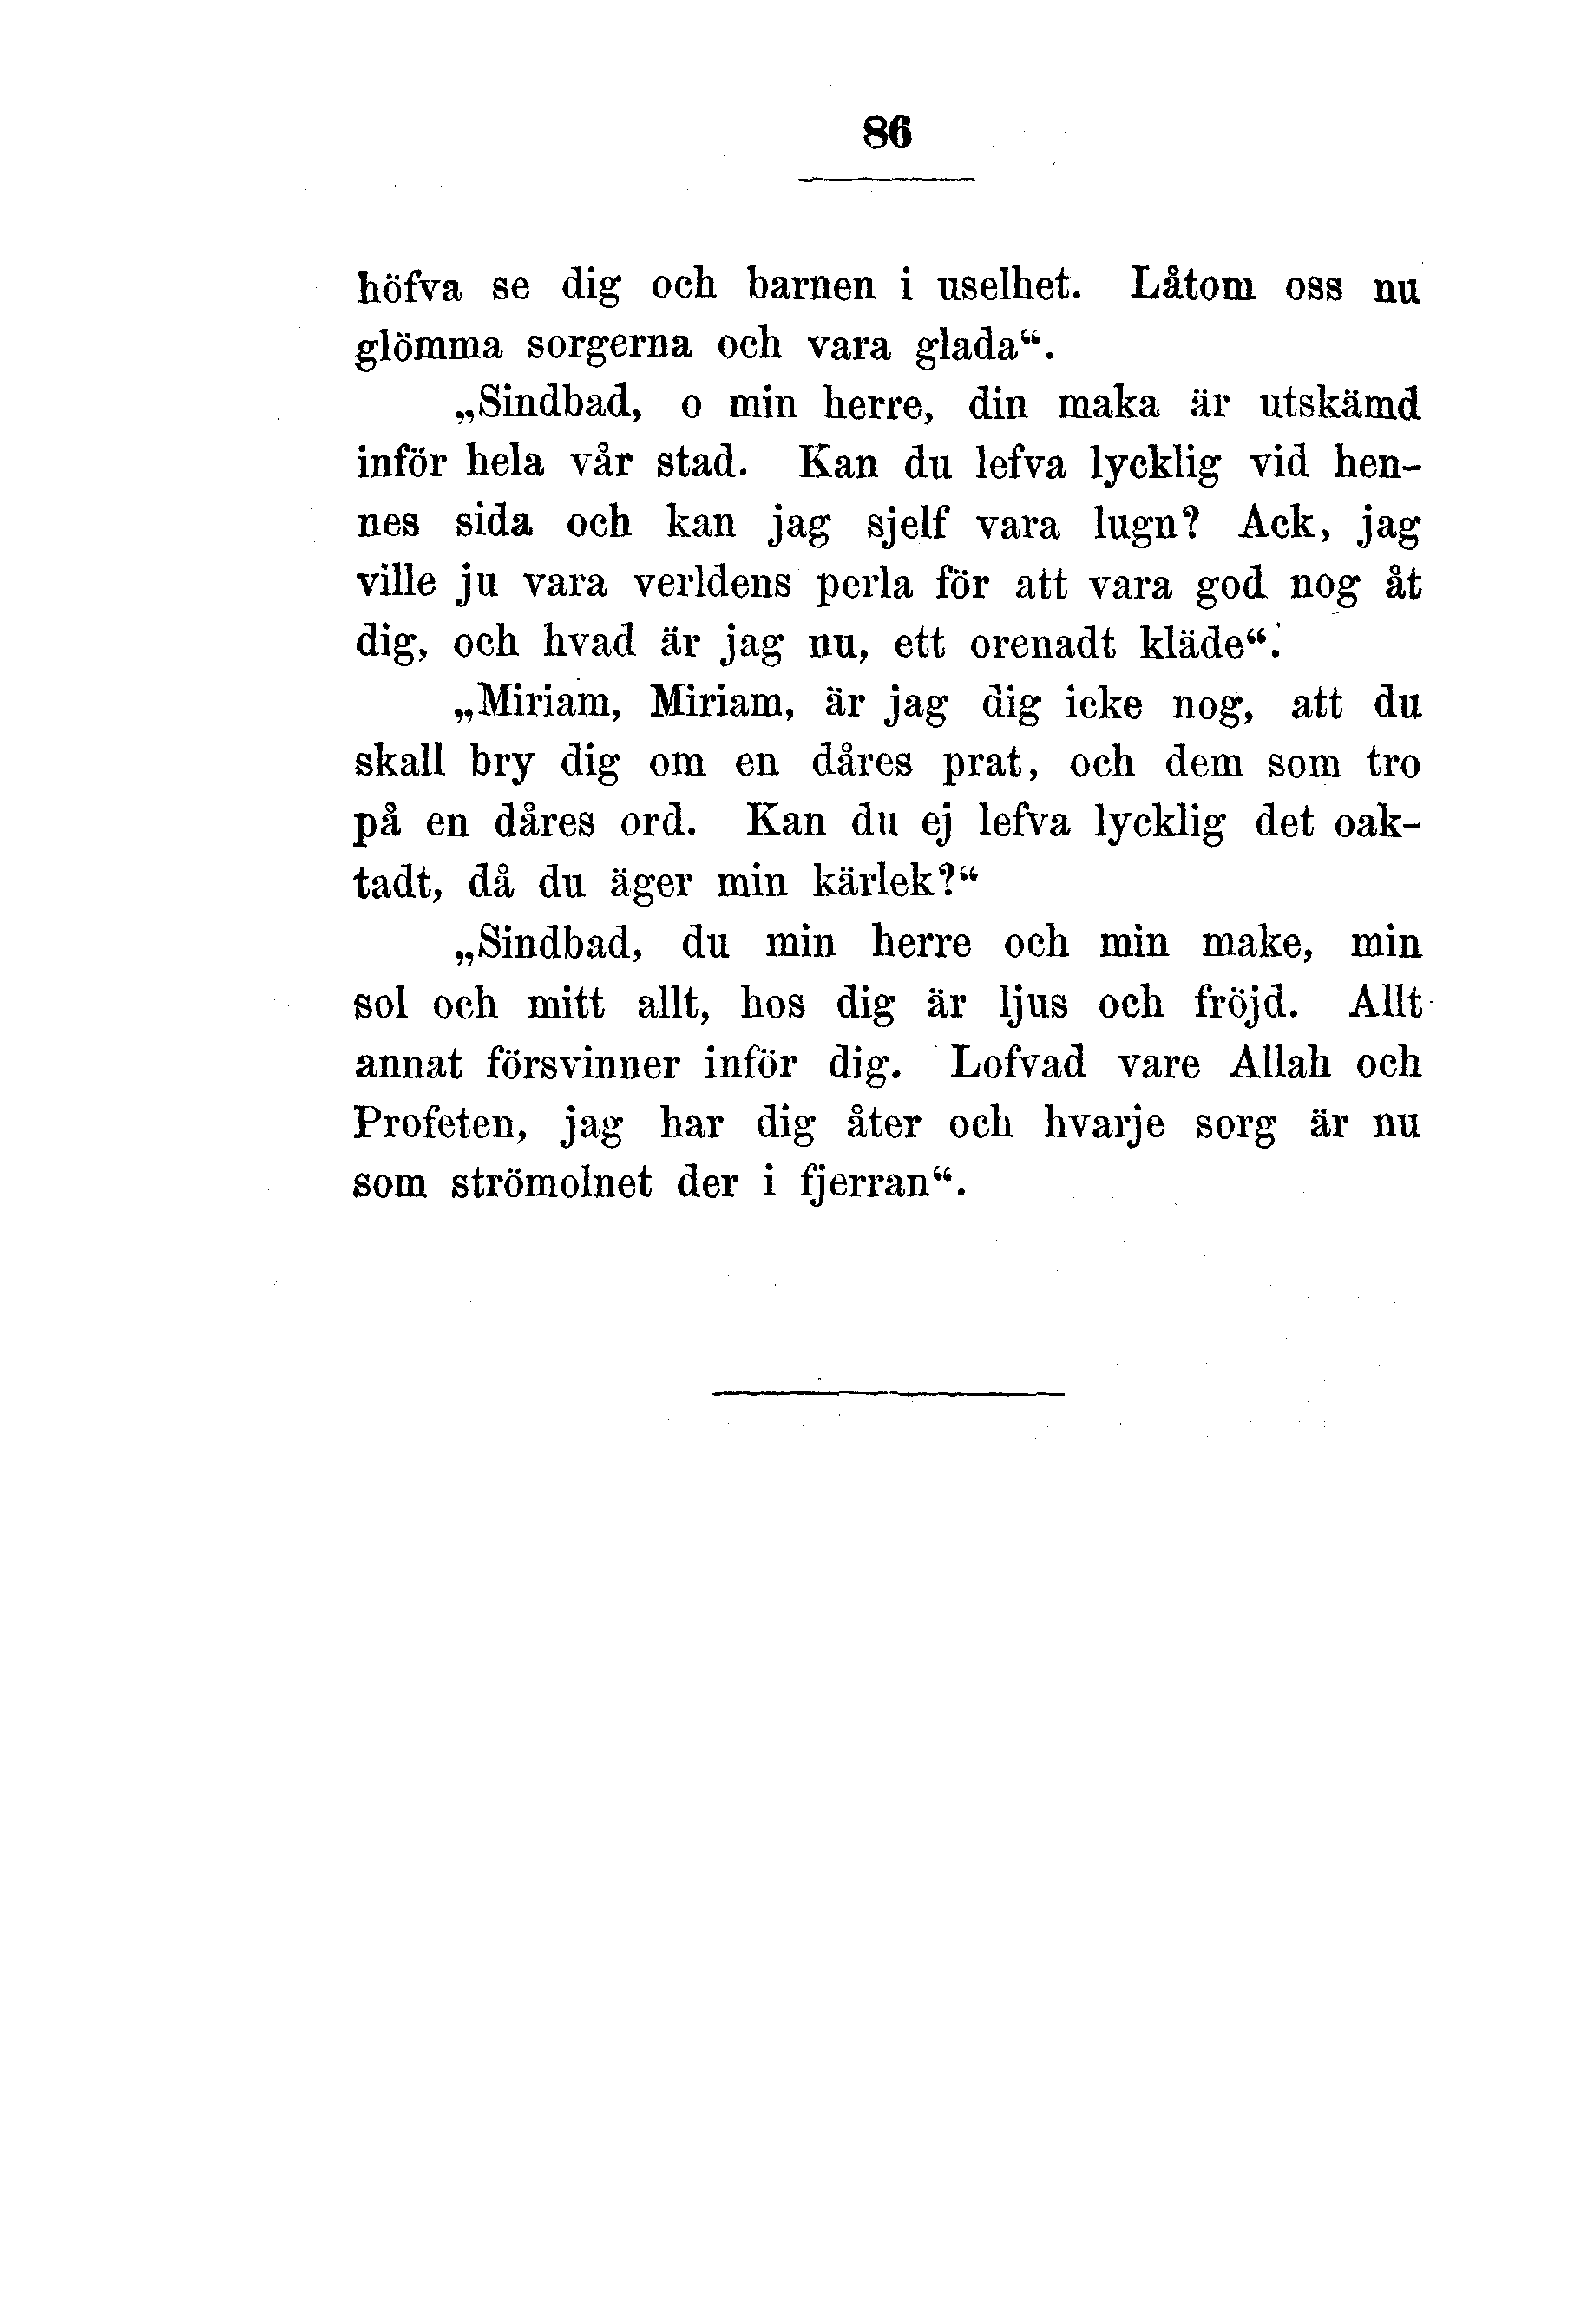 86
höfva se dig och barnen i uselhet. Låtom oss nu
glömma sorgerna och vara glada“.
„Sindbad, o min herre, din maka är utskämd
inför hela vår stad. Kan du lefva lycklig vid hen-
nes sida och kan jag sjelf vara lugn? Ack, jag
ville ju vara verldens perla för att vara god nog åt
dig, och hvad är jag nu, ett orenadt kläde“.
„Miriam, Miriam, är jag dig icke nog, att du
skall bry dig om en dåres prat, och dem som tro
på en dåres ord. Kan du ej lefva lycklig det oak-
tadt, då du äger min kärlek?“
„Sindbad, du min herre och min make, min
sol och mitt allt, hos dig är ljus och fröjd. Allt
annat försvinner inför dig. Lofvad vare Allah och
Profeten, jag har dig åter och hvarje sorg är nu
som strömolnet der i fjerran“.